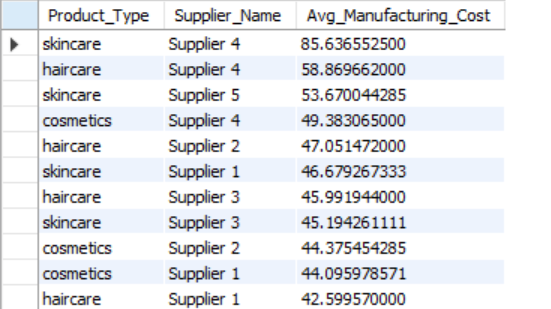 Product_Type Supplier_Name Avg_Manufacturing_Cost
skincare Supplier 4 85.636552500
haircare Supplier 4 58.869662000
skincare Supplier 5 53.670044285
cosmetics Supplier 4 49.383065000
haircare Supplier 2 47.051472000
skincare Supplier 1 46.679267333
haircare Supplier 3 45.991944000
skincare Supplier 3 45.194261111
cosmetics Supplier 2 44.375454285
cosmetics Supplier 1 44.095978571
haircare Supplier 1 42.599570000